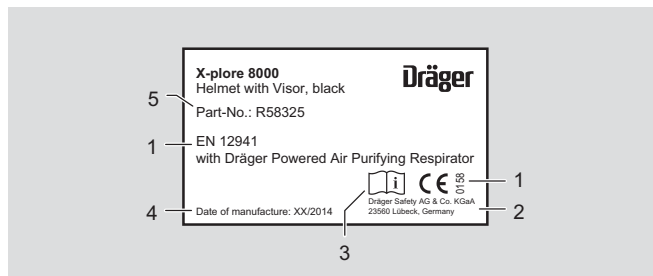 X-plore 8000
Dräger
Helmet with Visor, black
5
Part-No.: R58325
1
EN 12941
with Dräger Powered Air Purifying Respirator
i
CE
0158
1
Dräger Safety AG & Co. KGaA
23560 Lübeck, Germany
2
4
Date of manufacture: XX/2014
3